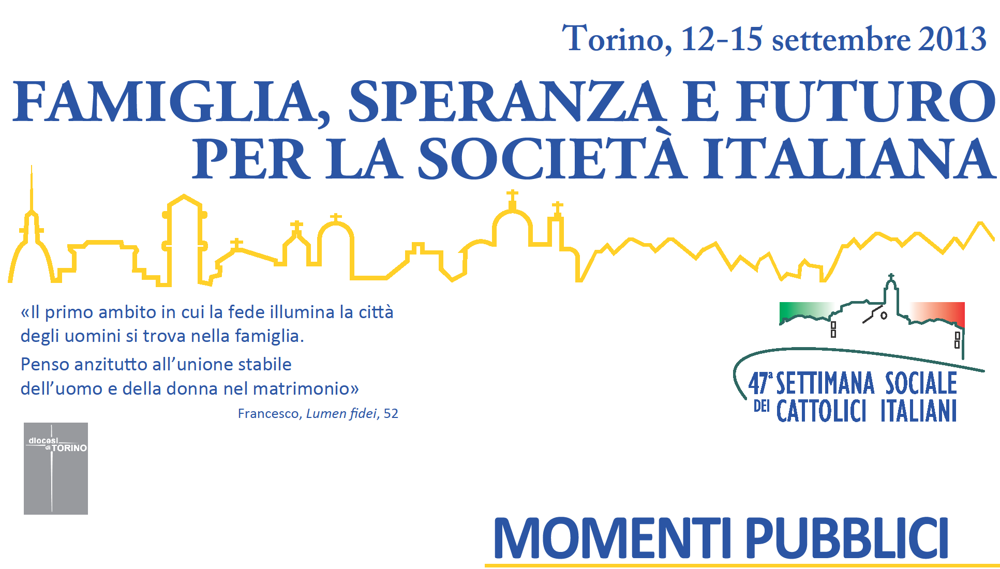 Torino, 12-15 settembre 2013
FAMIGLIA, SPERANZA E FUTURO
PER LA SOCIETÀ ITALIANA
«Il primo ambito in cui la fede illumina la città
degli uomini si trova nella famiglia.
Penso anzitutto all’unione stabile
dell’uomo e della donna nel matrimonio»
Francesco, Lumen fidei, 52
47ª SETTIMANA SOCIALE
DEI CATTOLICI ITALIANI
diocesi
di TORINO
MOMENTI PUBBLICI